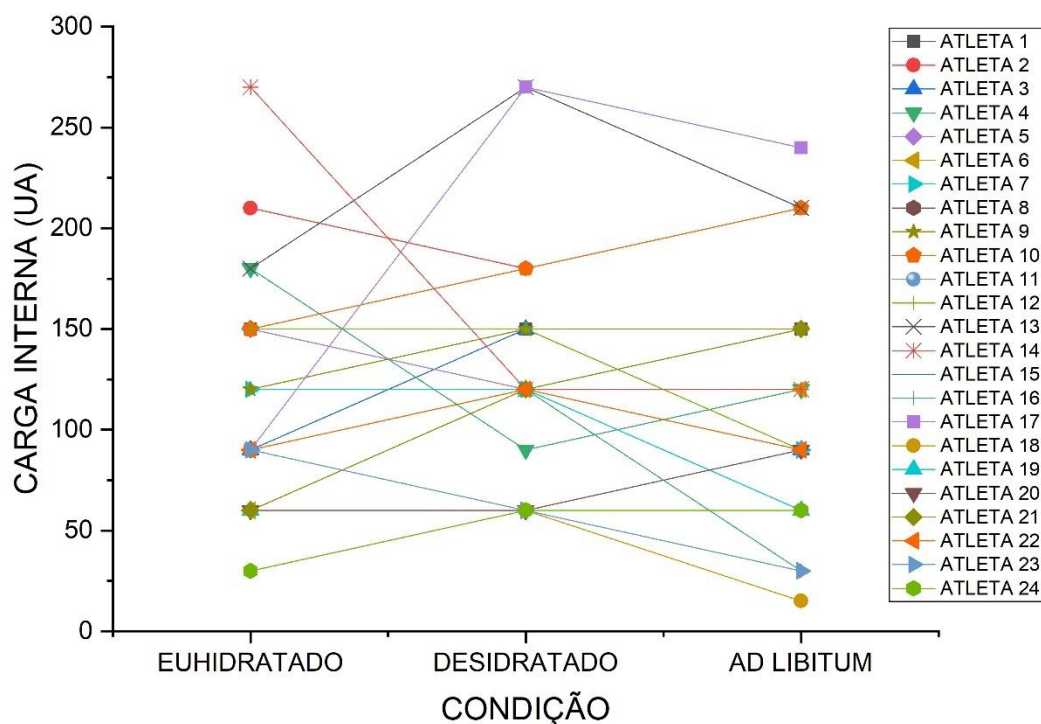 300
250
200
150
100
50
0
CARGA INTERNA (UA)
EUHIDRATADO DESIDRATADO AD LIBITUM
CONDIÇÃO
ATLETA 1
ATLETA 2
ATLETA 3
ATLETA 4
ATLETA 5
ATLETA 6
ATLETA 7
ATLETA 8
ATLETA 9
ATLETA 10
ATLETA 11
ATLETA 12
ATLETA 13
ATLETA 14
ATLETA 15
ATLETA 16
ATLETA 17
ATLETA 18
ATLETA 19
ATLETA 20
ATLETA 21
ATLETA 22
ATLETA 23
ATLETA 24